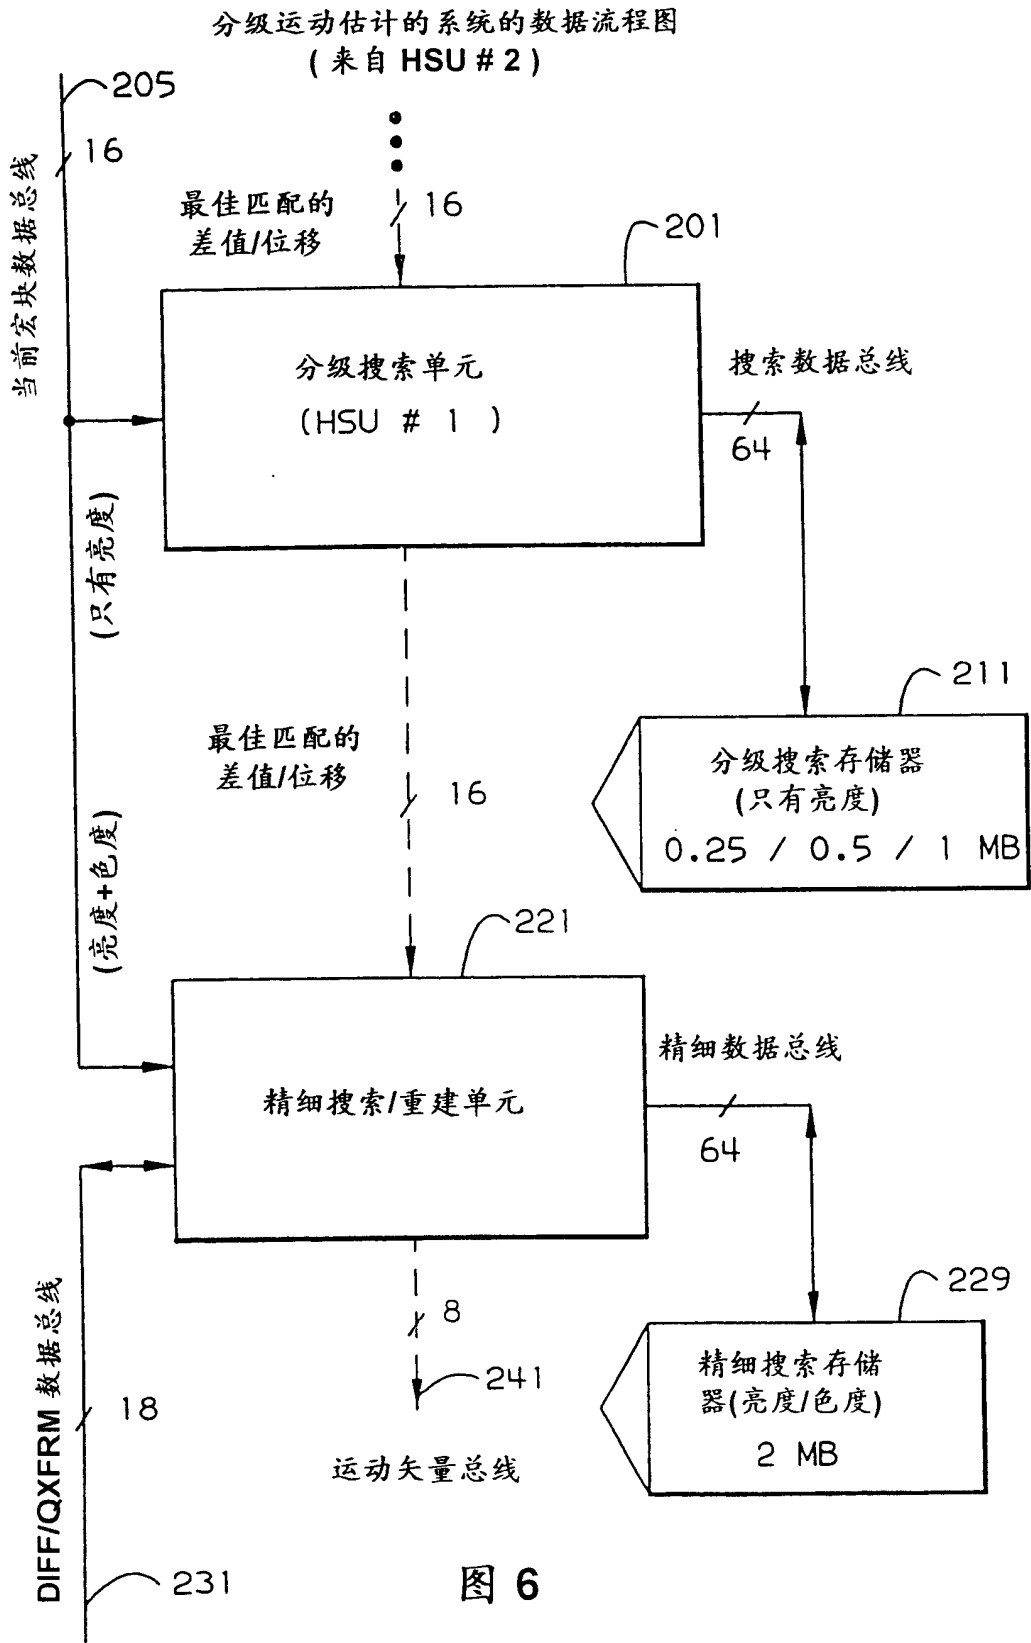 分级运动估计的系统的数据流程图
(来自 HSU # 2)
205
16
当前宏块数据总线
最佳匹配的
差值/位移
16
201
分级搜索单元
(HSU # 1 )
搜索数据总线
64
(只有亮度)
211
最佳匹配的
差值/位移
16
分级搜索存储器
(只有亮度)
0.25 / 0.5 / 1 MB
(亮度+色度)
221
精细搜索/重建单元
精细数据总线
64
229
8
精细搜索存储
器(亮度/色度)
2 MB
241
运动矢量总线
DIFF/QXFRM 数据总线
18
231
图 6